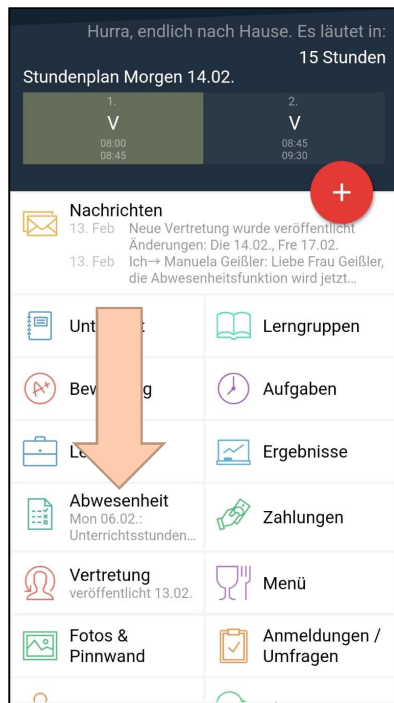 Hurra, endlich nach Hause. Es läutet in:
15 Stunden
Stundenplan Morgen 14.02.
1.
V
08:00
08:45
2.
V
08:45
09:30
+
Nachrichten
13. Feb Neue Vertretung wurde veröffentlicht
Änderungen: Die 14.02., Fre 17.02.
13. Feb Ich→ Manuela Geißler: Liebe Frau Geißler,
die Abwesenheitsfunktion wird jetzt...
Lerngruppen
A+
Aufgaben
Ergebnisse
Abwesenheit
Mon 06.02.:
Unterrichtsstunden...
Zahlungen
Vertretung
veröffentlicht 13.02.
Menü
Fotos &
Pinnwand
Anmeldungen /
Umfragen